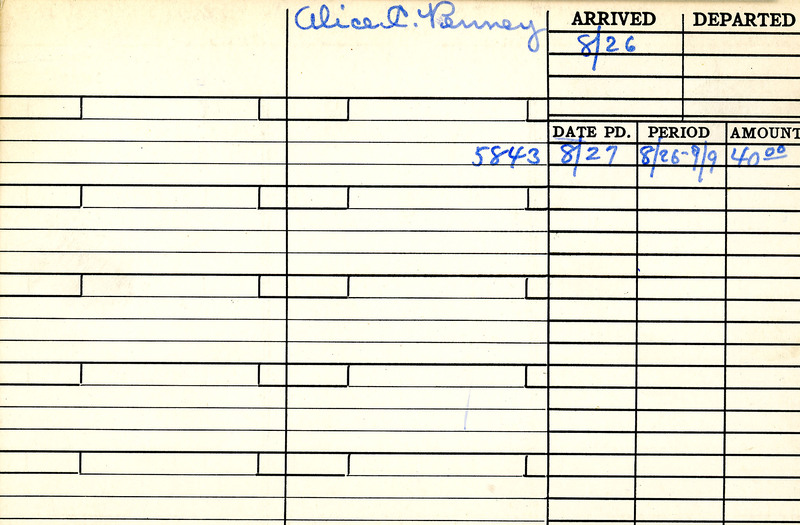 Alice C. Penney
ARRIVED DEPARTED
8/26
DATE PD. PERIOD AMOUNT
5843 8/27 8/26-9/9 40 00